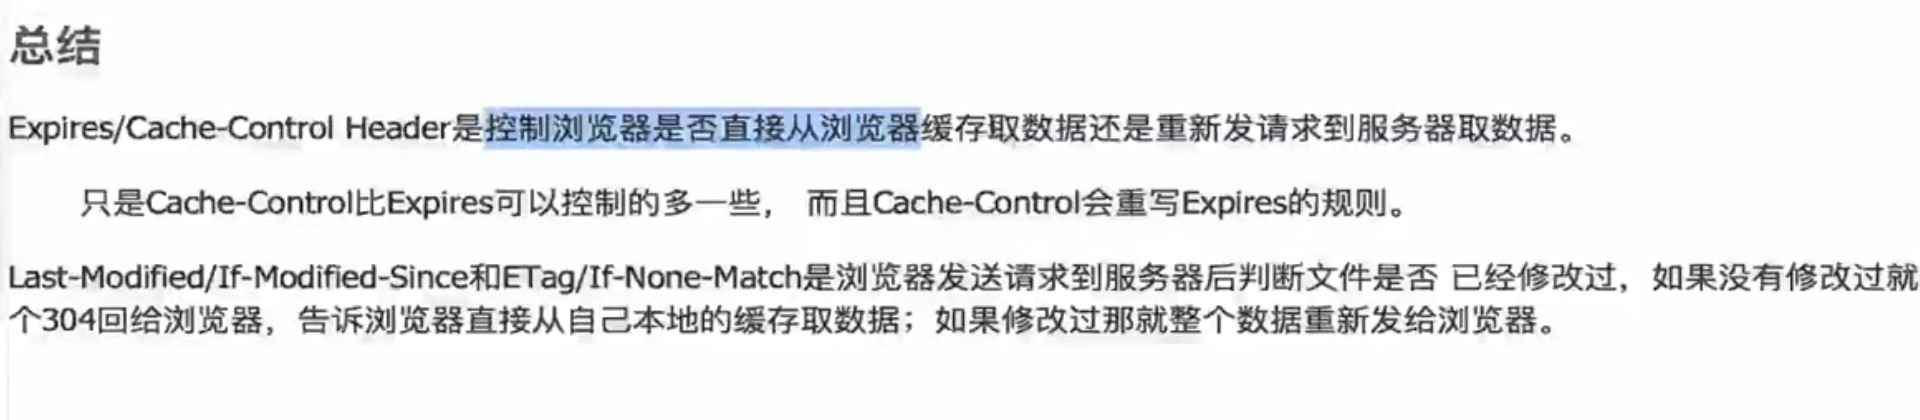 总结
Expires/Cache-Control Header是控制浏览器是否直接从浏览器缓存取数据还是重新发请求到服务器取数据。
只是Cache-Control比Expires可以控制的多一些， 而且Cache-Control会重写Expires的规则。
Last-Modified/If-Modified-Since和ETag/If-None-Match是浏览器发送请求到服务器后判断文件是否 已经修改过，如果没有修改过就
个304回给浏览器，告诉浏览器直接从自己本地的缓存取数据；如果修改过那就整个数据重新发给浏览器。